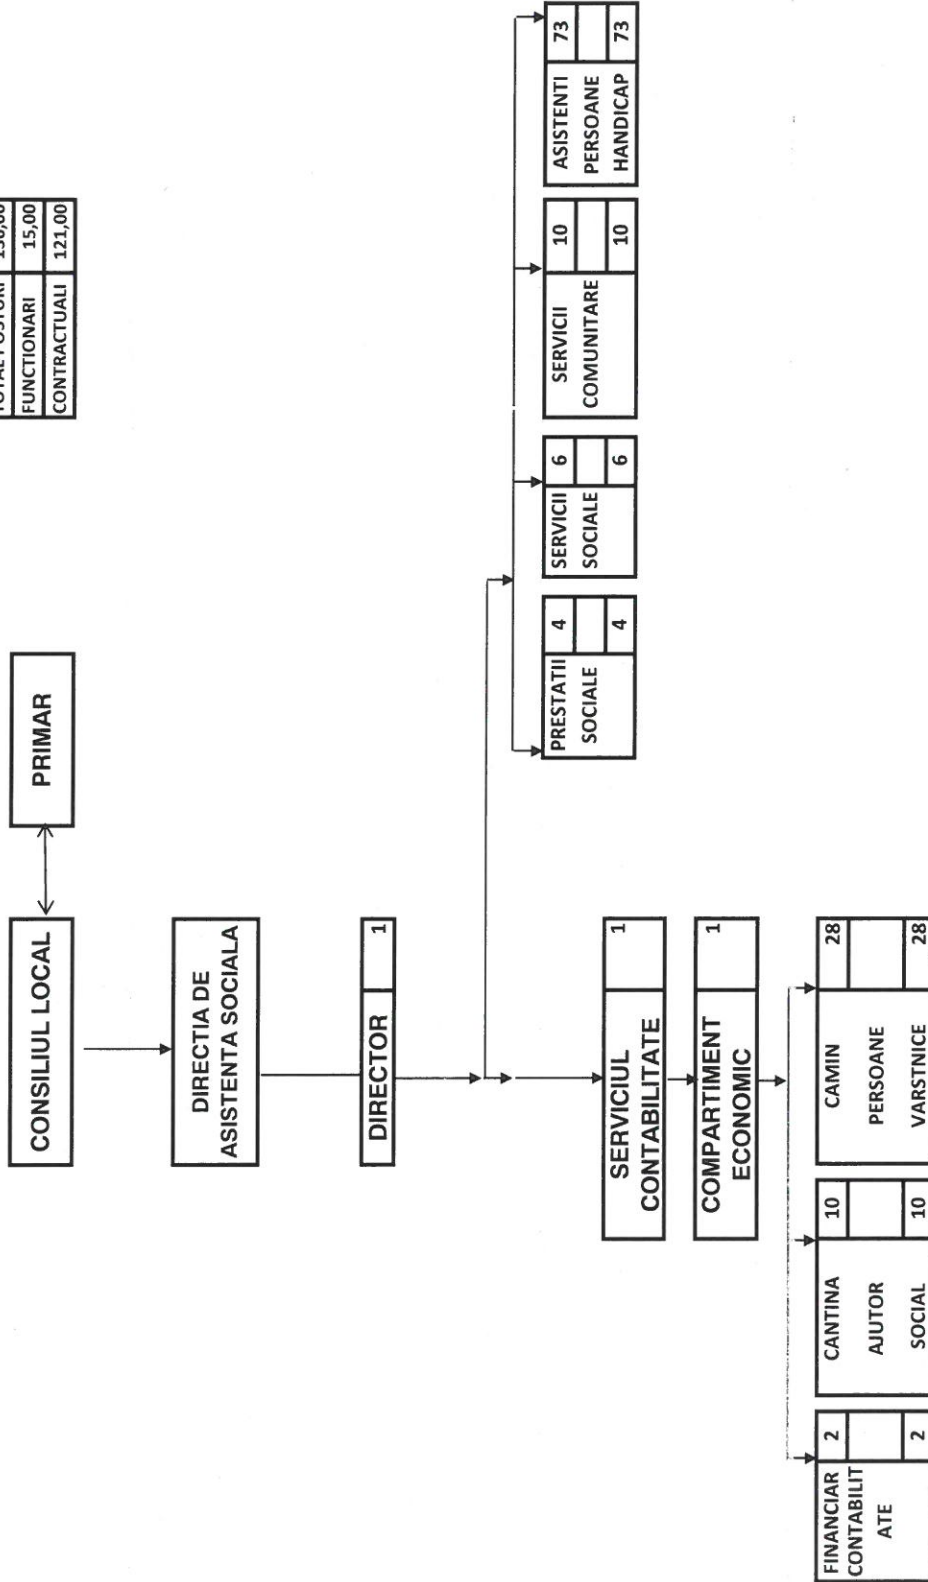 TOTAL POSTURI 136,00
FUNCTIONARI 15,00
CONTRACTUALI 121,00
CONSILIUL LOCAL
PRIMAR
DIRECTIA DE
ASISTENTA SOCIALA
DIRECTOR 1
PRESTATII 4
SOCIALE
4
SERVICII 6
SOCIALE
6
SERVICII 10
COMUNITARE
10
ASISTENTI 73
PERSOANE
HANDICAP 73
SERVICIUL 1
CONTABILITATE
COMPARTIMENT 1
ECONOMIC
FINANCIAR 2
CONTABILIT
ATE 2
CANTINA 10
AJUTOR
SOCIAL 10
CAMIN 28
PERSOANE
VARSTNICE 28